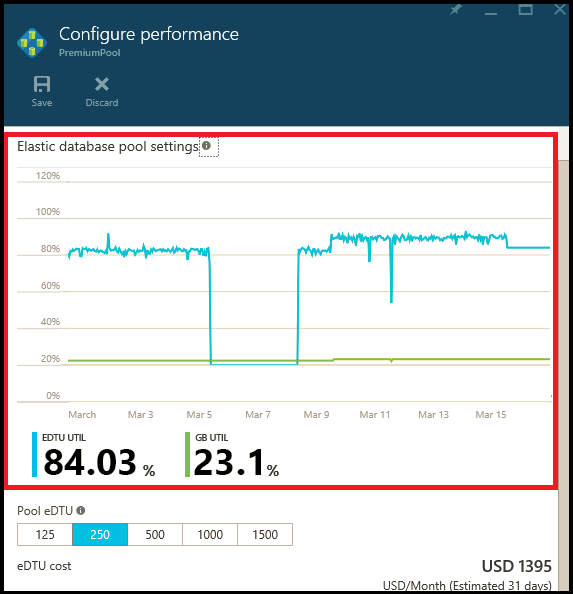 Configure performance
PremiumPool
Save Discard
Elastic database pool settings
120%
100%
80%
60%
40%
20%
0%
March Mar 3 Mar 5 Mar 7 Mar 9 Mar 11 Mar 13 Mar 15
EDTU UTIL GB UTIL
84.03 % 23.1%
Pool eDTU
125 250 500 1000 1500
eDTU cost USD 1395
USD/Month (Estimated 31 days)